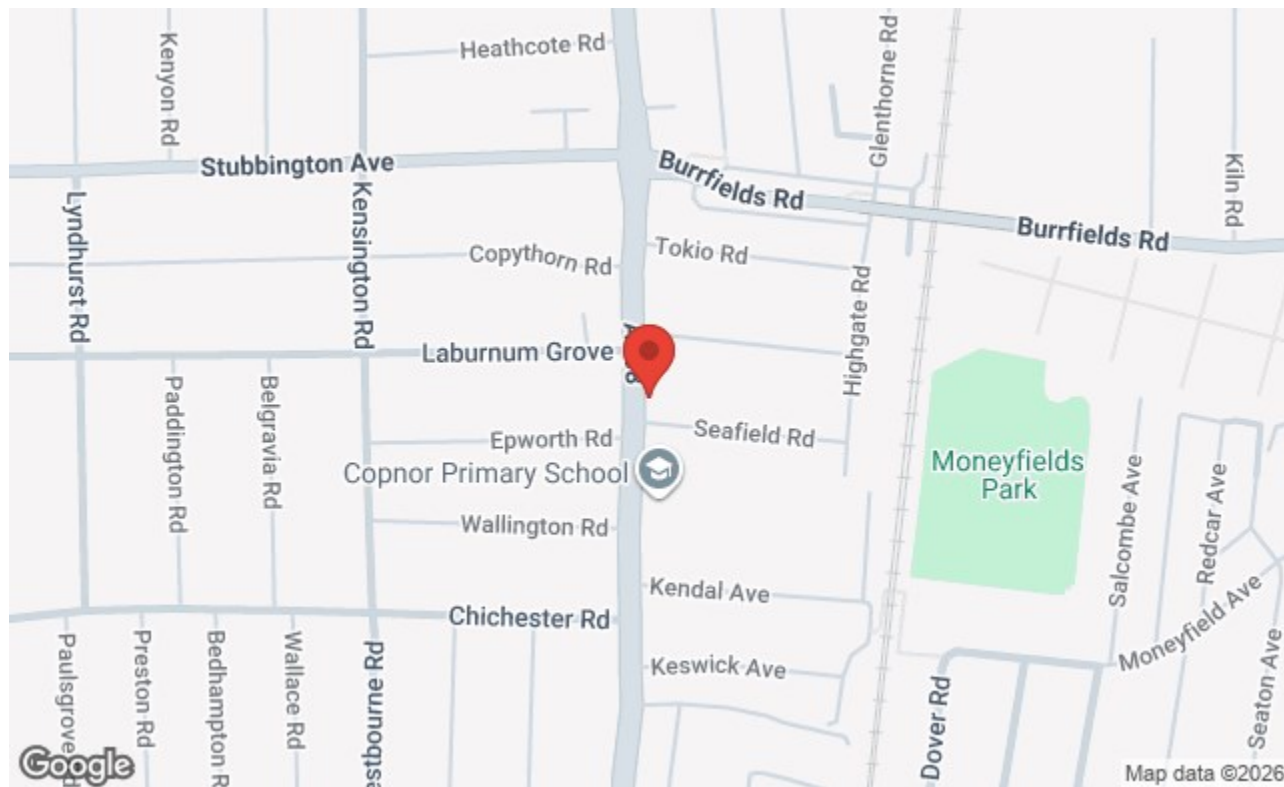 Heathcote Rd
Kenyon Rd
Glenthorne Rd
Stubbington Ave
Burrfields Rd
Kiln Rd
Lyndhurst Rd
Kensington Rd
Burrfields Rd
Copythorn Rd
Tokio Rd
Highgate Rd
Laburnum Grove
Paddington Rd
Belgravia Rd
Epworth Rd
Seafield Rd
Moneyfields
Park
Copnor Primary School
Salcombe Ave
Redcar Ave
Wallington Rd
Kendal Ave
Chichester Rd
Moneyfield Ave
Paulsgrove
Preston Rd
Bedhampton R
Wallace Rd
stbourne Rd
Keswick Ave
Dover Rd
Seaton Ave
Google
Map data ©2026